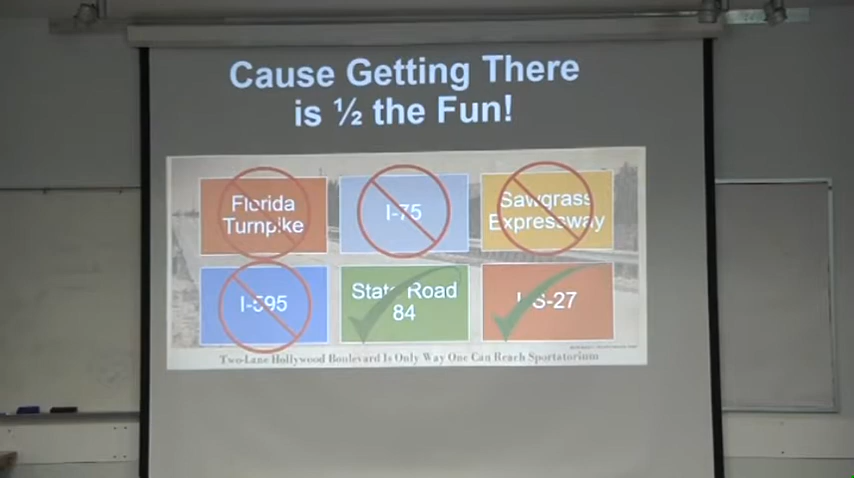 Cause Getting There
is ½ the Fun!
Florida
Turnpike
I-75
Sawgrass
Expressway
I-595
State Road
84
US-27
Two-Lane Hollywood Boulevard Is Only Way One Can Reach Sportatorium